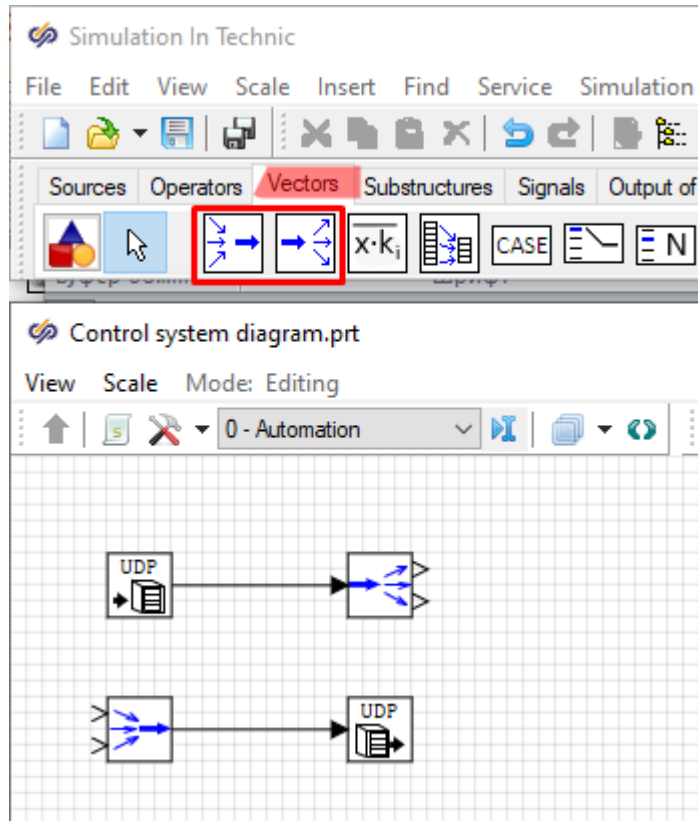 Simulation In Technic
File Edit View Scale Insert Find Service Simulation
Sources Operators Vectors Substructures Signals Output of
x·kᵢ CASE N
Control system diagram.prt
View Scale Mode: Editing
s 0 - Automation
UDP
UDP